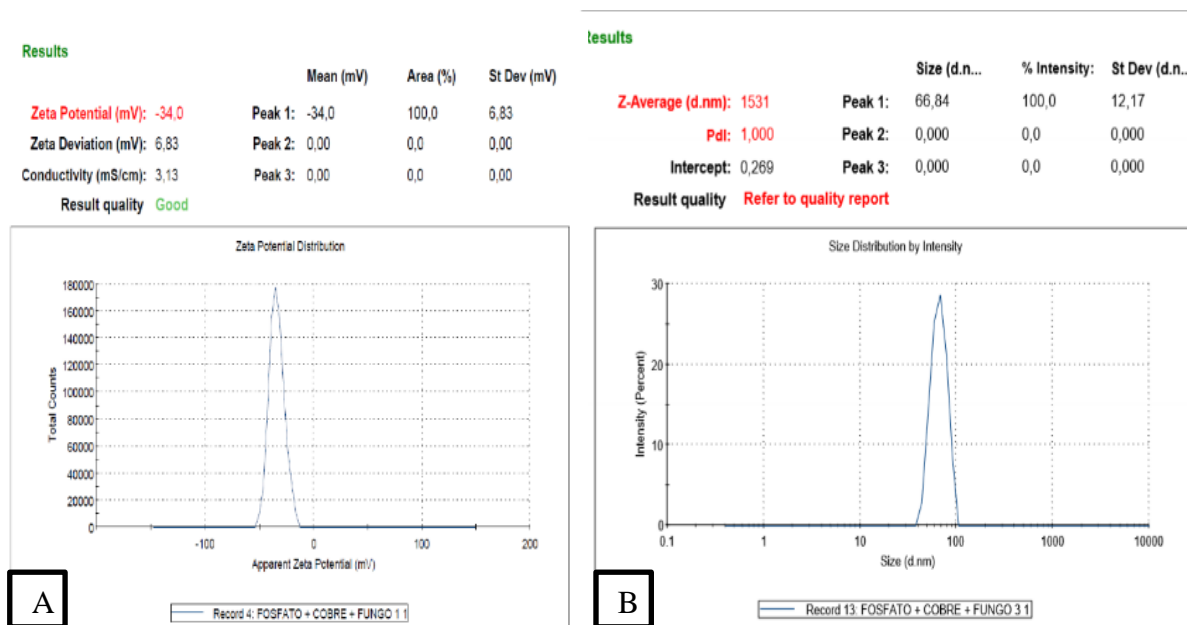 Results
Mean (mV) Area (%) St Dev (mV)
Zeta Potential (mV): -34,0 Peak 1: -34,0 100,0 6,83
Zeta Deviation (mV): 6,83 Peak 2: 0,00 0,0 0,00
Conductivity (mS/cm): 3,13 Peak 3: 0,00 0,0 0,00
Result quality Good
Zeta Potential Distribution
180000
160000
140000
120000
100000
80000
60000
40000
20000
0
Total Counts
-100 0 100 200
Apparent Zeta Potential (mV)
A
Record 4: FOSFATO + COBRE + FUNGO 1 1
Results
Size (d.n... % Intensity: St Dev (d.n...
Z-Average (d.nm): 1531 Peak 1: 66,84 100,0 12,17
PdI: 1,000 Peak 2: 0,000 0,0 0,000
Intercept: 0,269 Peak 3: 0,000 0,0 0,000
Result quality Refer to quality report
Size Distribution by Intensity
30
20
10
0
Intensity (Percent)
0.1 1 10 100 1000 10000
Size (d.nm)
B
Record 13: FOSFATO + COBRE + FUNGO 3 1